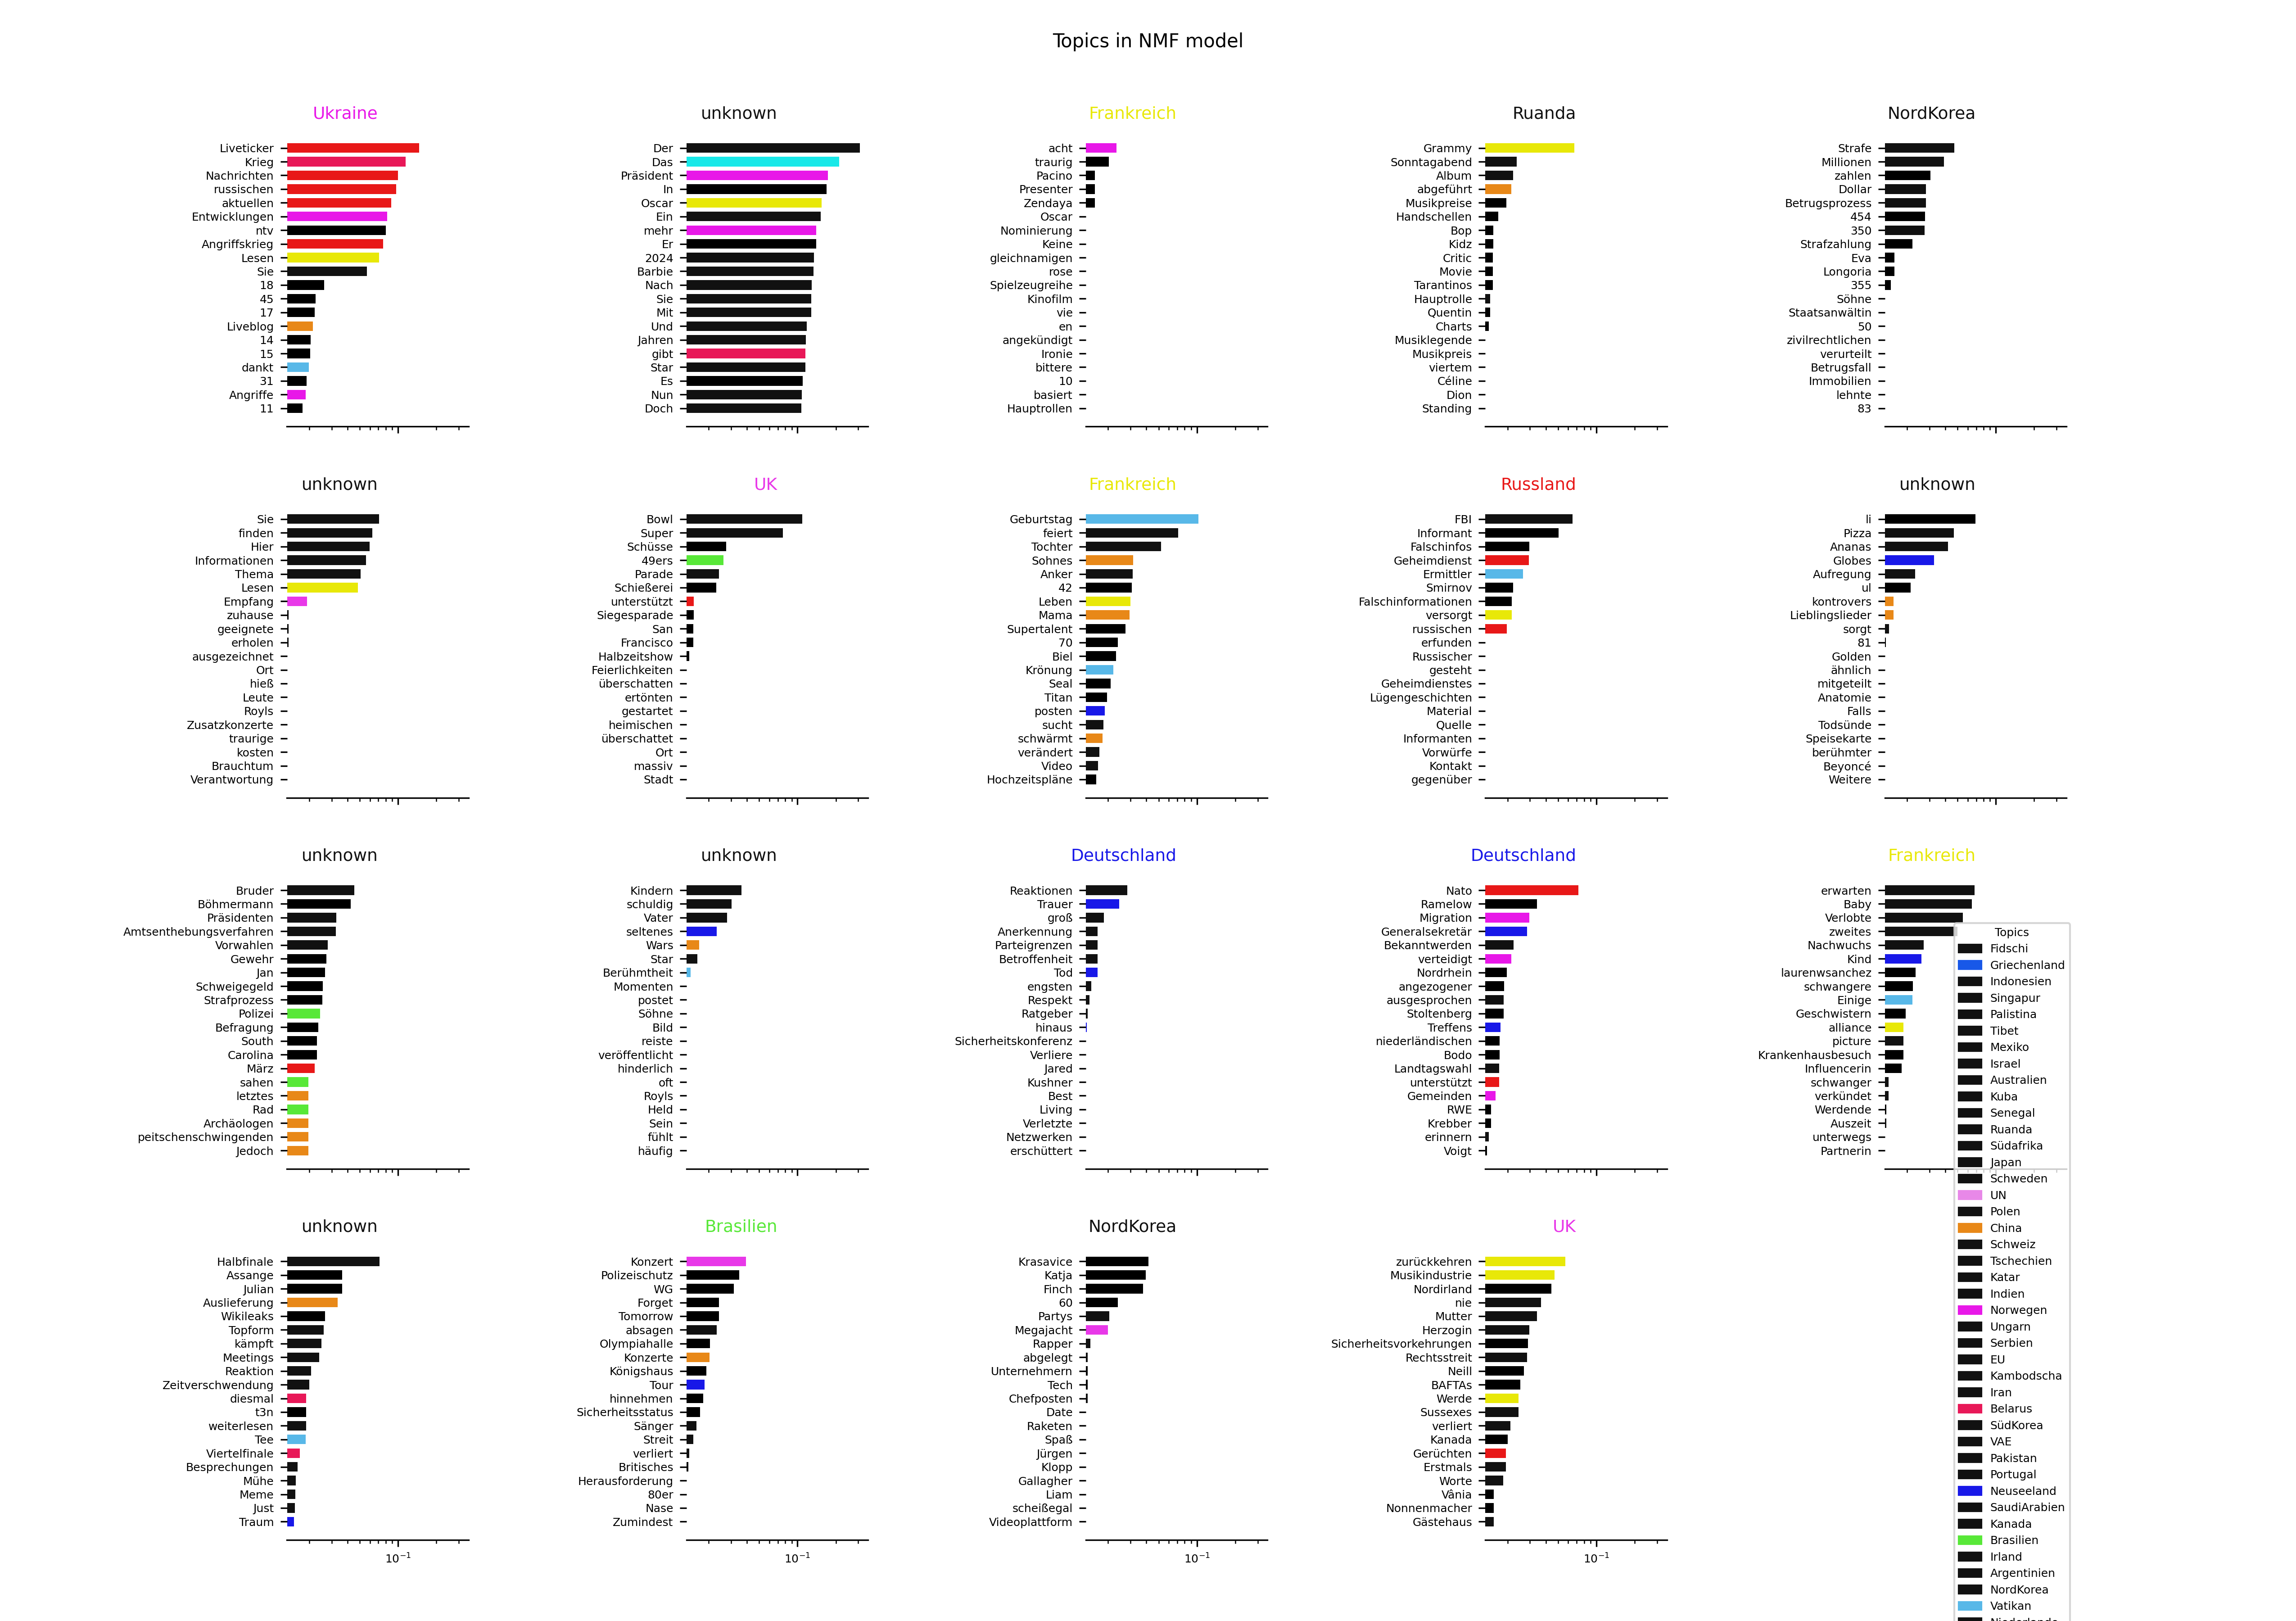 Topics in NMF model
Ukraine
Liveticker
Krieg
Nachrichten
russischen
aktuellen
Entwicklungen
ntv
Angriffskrieg
Lesen
Sie
18
45
17
Liveblog
14
15
dankt
31
Angriffe
11
unknown
Der
Das
Präsident
In
Oscar
Ein
mehr
Er
2024
Barbie
Nach
Sie
Mit
Und
Jahren
gibt
Star
Es
Nun
Doch
Frankreich
acht
traurig
Pacino
Presenter
Zendaya
Oscar
Nominierung
Keine
gleichnamigen
rose
Spielzeugreihe
Kinofilm
vie
en
angekündigt
Ironie
bittere
10
basiert
Hauptrollen
Ruanda
Grammy
Sonntagabend
Album
abgeführt
Musikpreise
Handschellen
Bop
Kidz
Critic
Movie
Tarantinos
Hauptrolle
Quentin
Charts
Musiklegende
Musikpreis
viertem
Céline
Dion
Standing
NordKorea
Strafe
Millionen
zahlen
Dollar
Betrugsprozess
454
350
Strafzahlung
Eva
Longoria
355
Söhne
Staatsanwältin
50
zivilrechtlichen
verurteilt
Betrugsfall
Immobilien
lehnte
83
unknown
Sie
finden
Hier
Informationen
Thema
Lesen
Empfang
zuhause
geeignete
erholen
ausgezeichnet
Ort
hieß
Leute
Royls
Zusatzkonzerte
traurige
kosten
Brauchtum
Verantwortung
UK
Bowl
Super
Schüsse
49ers
Parade
Schießerei
unterstützt
Siegesparade
San
Francisco
Halbzeitshow
Feierlichkeiten
überschatten
ertönten
gestartet
heimischen
überschattet
Ort
massiv
Stadt
Frankreich
Geburtstag
feiert
Tochter
Sohnes
Anker
42
Leben
Mama
Supertalent
70
Biel
Krönung
Seal
Titan
posten
sucht
schwärmt
verändert
Video
Hochzeitspläne
Russland
FBI
Informant
Falschinfos
Geheimdienst
Ermittler
Smirnov
Falschinformationen
versorgt
russischen
erfunden
Russischer
gesteht
Geheimdienstes
Lügengeschichten
Material
Quelle
Informanten
Vorwürfe
Kontakt
gegenüber
unknown
li
Pizza
Ananas
Globes
Aufregung
ul
kontrovers
Lieblingslieder
sorgt
81
Golden
ähnlich
mitgeteilt
Anatomie
Falls
Todsünde
Speisekarte
berühmter
Beyoncé
Weitere
unknown
Bruder
Böhmermann
Präsidenten
Amtsenthebungsverfahren
Vorwahlen
Gewehr
Jan
Schweigegeld
Strafprozess
Polizei
Befragung
South
Carolina
März
sahen
letztes
Rad
Archäologen
peitschenschwingenden
Jedoch
unknown
Kindern
schuldig
Vater
seltenes
Wars
Star
Berühmtheit
Momenten
postet
Söhne
Bild
reiste
veröffentlicht
hinderlich
oft
Royls
Held
Sein
fühlt
häufig
Deutschland
Reaktionen
Trauer
groß
Anerkennung
Parteigrenzen
Betroffenheit
Tod
engsten
Respekt
Ratgeber
hinaus
Sicherheitskonferenz
Verliere
Jared
Kushner
Best
Living
Verletzte
Netzwerken
erschüttert
Deutschland
Nato
Ramelow
Migration
Generalsekretär
Bekanntwerden
verteidigt
Nordrhein
angezogener
ausgesprochen
Stoltenberg
Treffens
niederländischen
Bodo
Landtagswahl
unterstützt
Gemeinden
RWE
Krebber
erinnern
Voigt
Frankreich
erwarten
Baby
Verlobte
zweites
Nachwuchs
Kind
laurenwsanchez
schwangere
Einige
Geschwistern
alliance
picture
Krankenhausbesuch
Influencerin
schwanger
verkündet
Werdende
Auszeit
unterwegs
Partnerin
unknown
Halbfinale
Assange
Julian
Auslieferung
Wikileaks
Topform
kämpft
Meetings
Reaktion
Zeitverschwendung
diesmal
t3n
weiterlesen
Tee
Viertelfinale
Besprechungen
Mühe
Meme
Just
Traum
10⁻¹
Brasilien
Konzert
Polizeischutz
WG
Forget
Tomorrow
absagen
Olympiahalle
Konzerte
Königshaus
Tour
hinnehmen
Sicherheitsstatus
Sänger
Streit
verliert
Britisches
Herausforderung
80er
Nase
Zumindest
10⁻¹
NordKorea
Krasavice
Katja
Finch
60
Partys
Megajacht
Rapper
abgelegt
Unternehmern
Tech
Chefposten
Date
Raketen
Spaß
Jürgen
Klopp
Gallagher
Liam
scheißegal
Videoplattform
10⁻¹
UK
zurückkehren
Musikindustrie
Nordirland
nie
Mutter
Herzogin
Sicherheitsvorkehrungen
Rechtsstreit
Neill
BAFTAs
Werde
Sussexes
verliert
Kanada
Gerüchten
Erstmals
Worte
Vânia
Nonnenmacher
Gästehaus
10⁻¹
Topics
Fidschi
Griechenland
Indonesien
Singapur
Palistina
Tibet
Mexiko
Israel
Australien
Kuba
Senegal
Ruanda
Südafrika
Japan
Schweden
UN
Polen
China
Schweiz
Tschechien
Katar
Indien
Norwegen
Ungarn
Serbien
EU
Kambodscha
Iran
Belarus
SüdKorea
VAE
Pakistan
Portugal
Neuseeland
SaudiArabien
Kanada
Brasilien
Irland
Argentinien
NordKorea
Vatikan